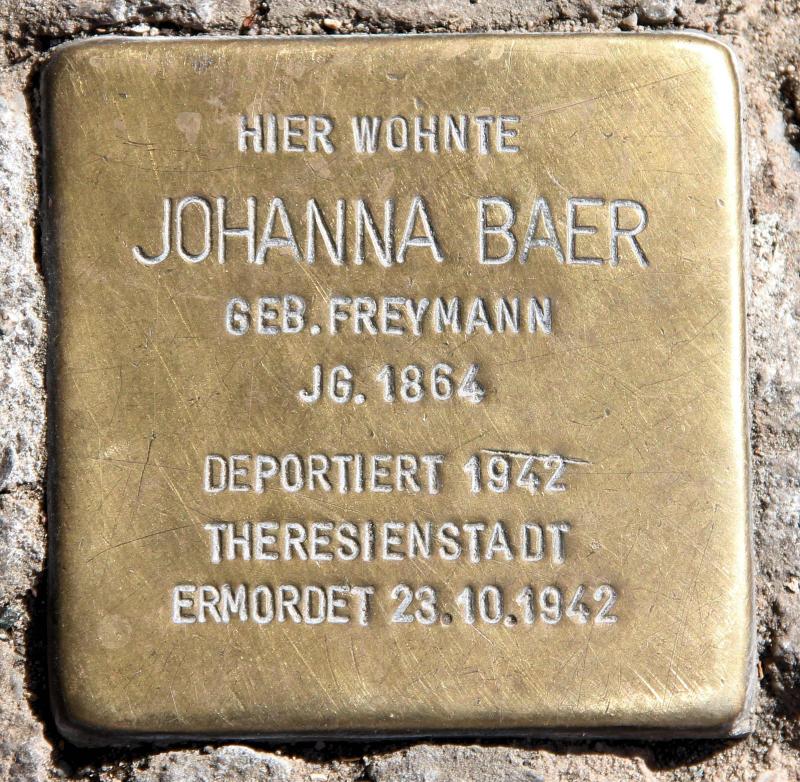 HIER WOHNTE
JOHANNA BAER
GEB. FREYMANN
JG. 1864
DEPORTIERT 1942
THERESIENSTADT
ERMORDET 23.10.1942